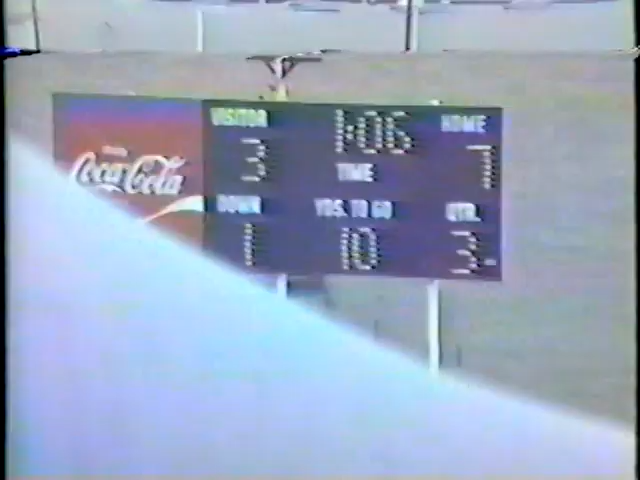 VISITOR 1:06 HOME
3 TIME 7
Coca-Cola
DOWN YDS. TO GO QTR.
1 10 3